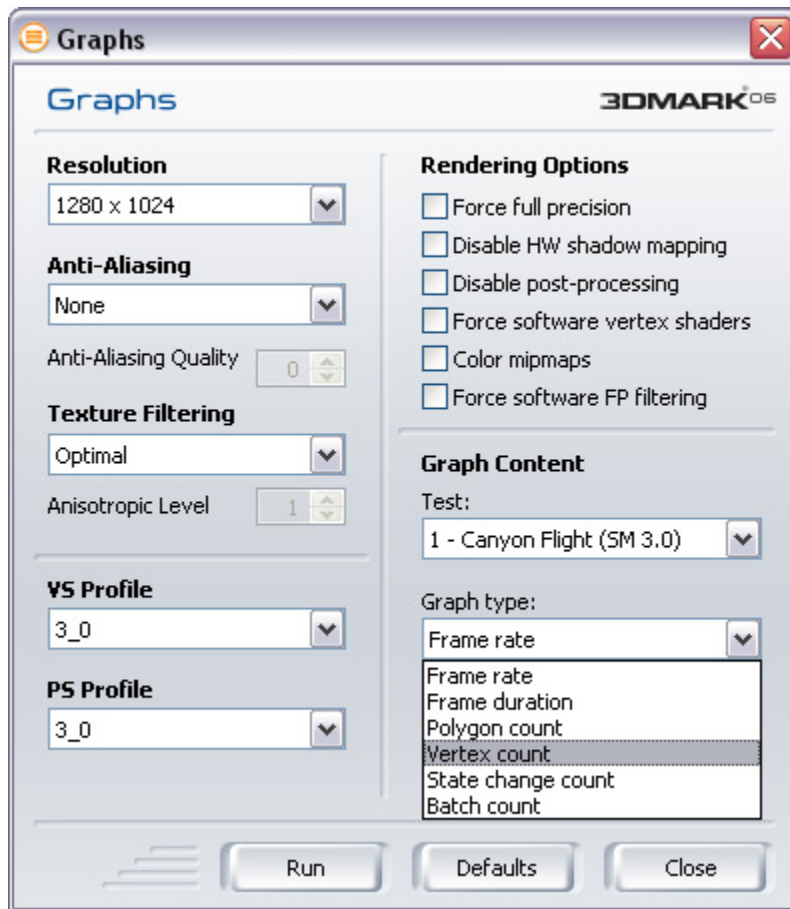 Graphs
Graphs
3DMARK®06
Resolution
1280 x 1024
Anti-Aliasing
None
Anti-Aliasing Quality
0
Texture Filtering
Optimal
Anisotropic Level
1
VS Profile
3_0
PS Profile
3_0
Rendering Options
Force full precision
Disable HW shadow mapping
Disable post-processing
Force software vertex shaders
Color mipmaps
Force software FP filtering
Graph Content
Test:
1 - Canyon Flight (SM 3.0)
Graph type:
Frame rate
Frame rate
Frame duration
Polygon count
Vertex count
State change count
Batch count
Run
Defaults
Close